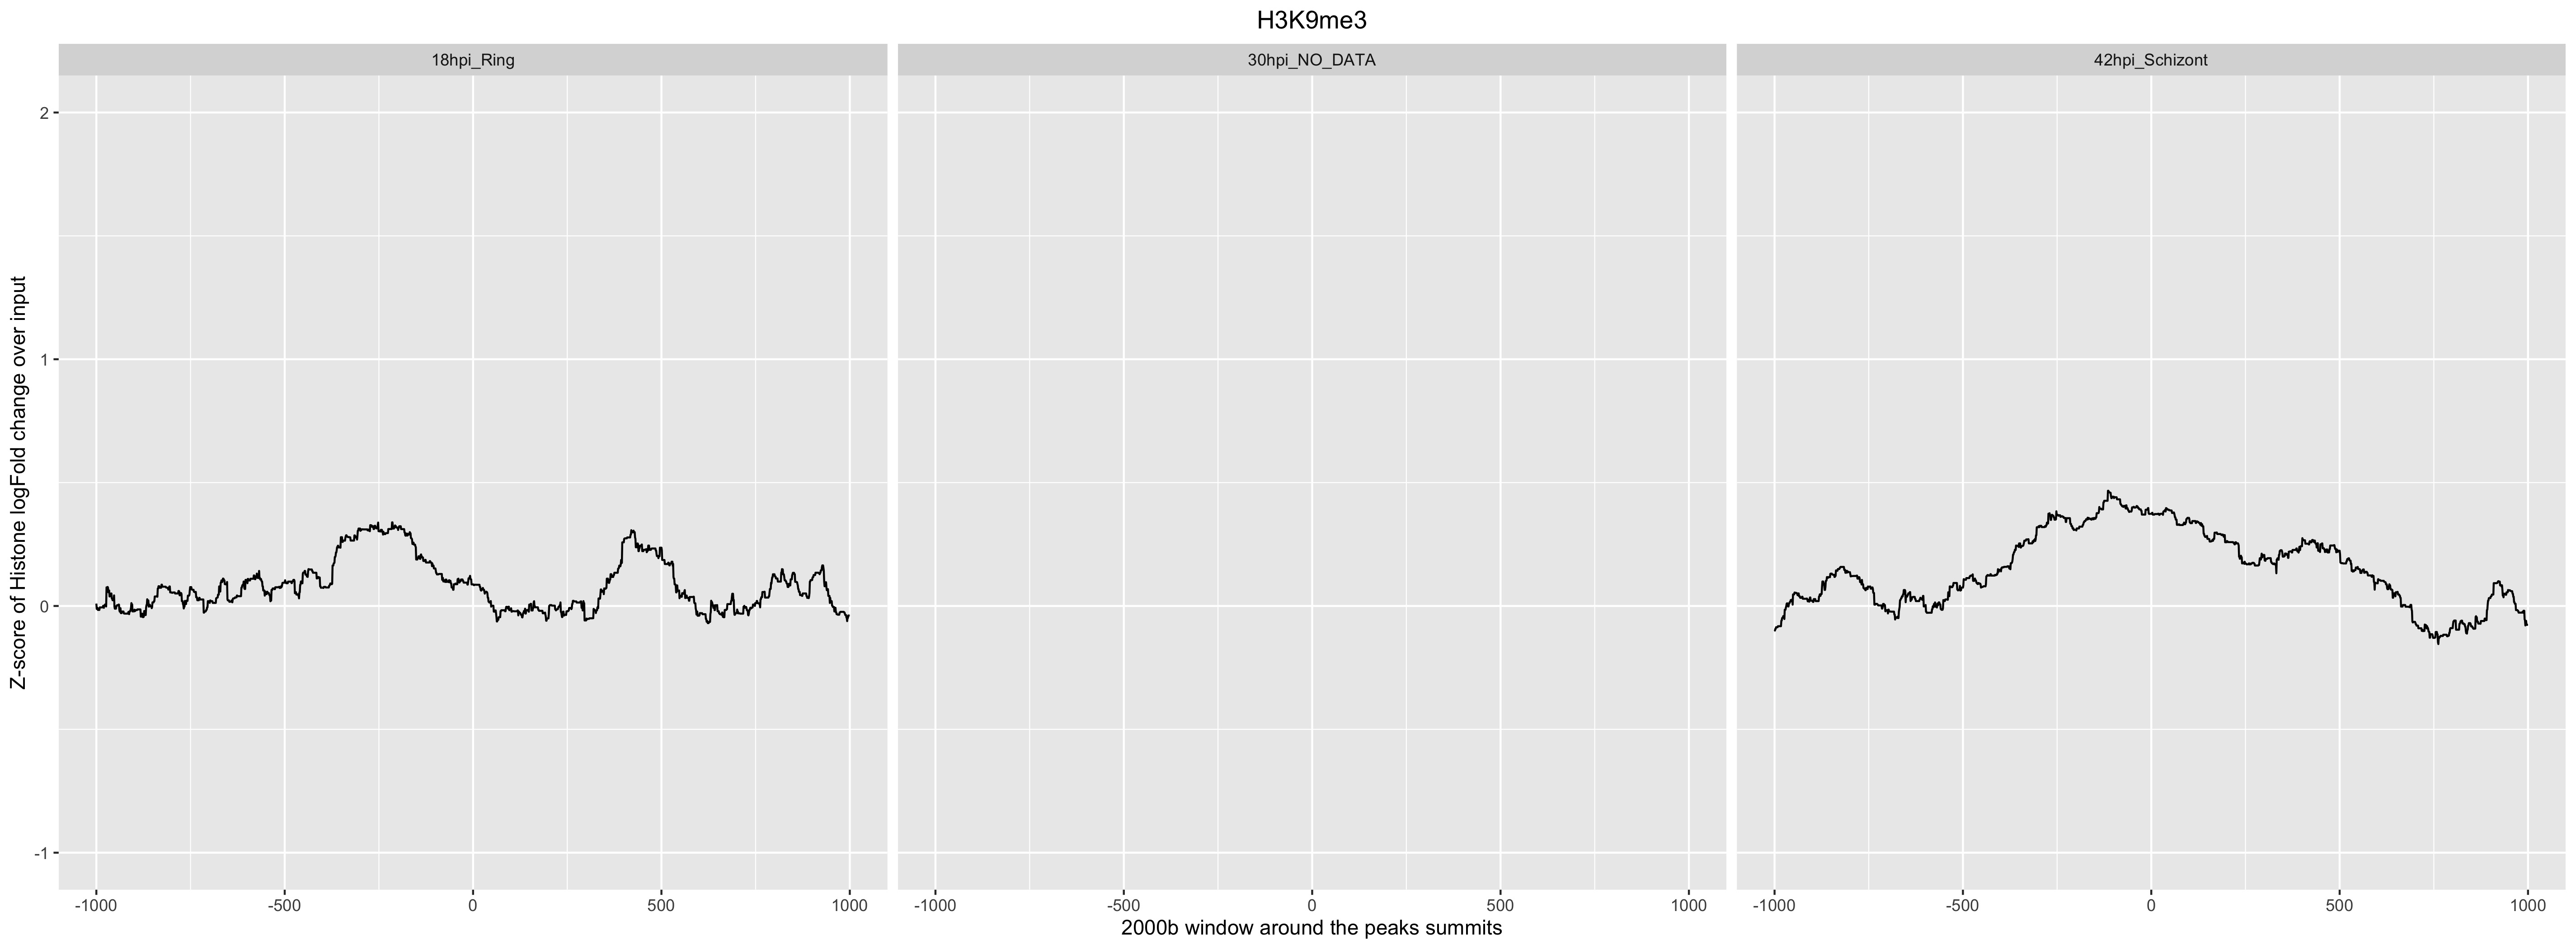 H3K9me3
18hpi_Ring
30hpi_NO_DATA
42hpi_Schizont
Z-score of Histone logFold change over input
2
1
0
-1
-1000 -500 0 500 1000
-1000 -500 0 500 1000
-1000 -500 0 500 1000
2000b window around the peaks summits